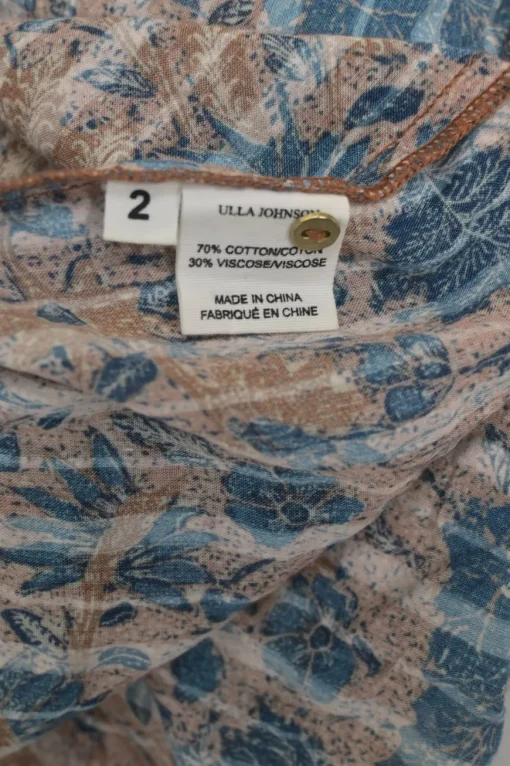 2
ULLA JOHNSON
70% COTTON/COTON
30% VISCOSE/VISCOSE
MADE IN CHINA
FABRIQUÉ EN CHINE